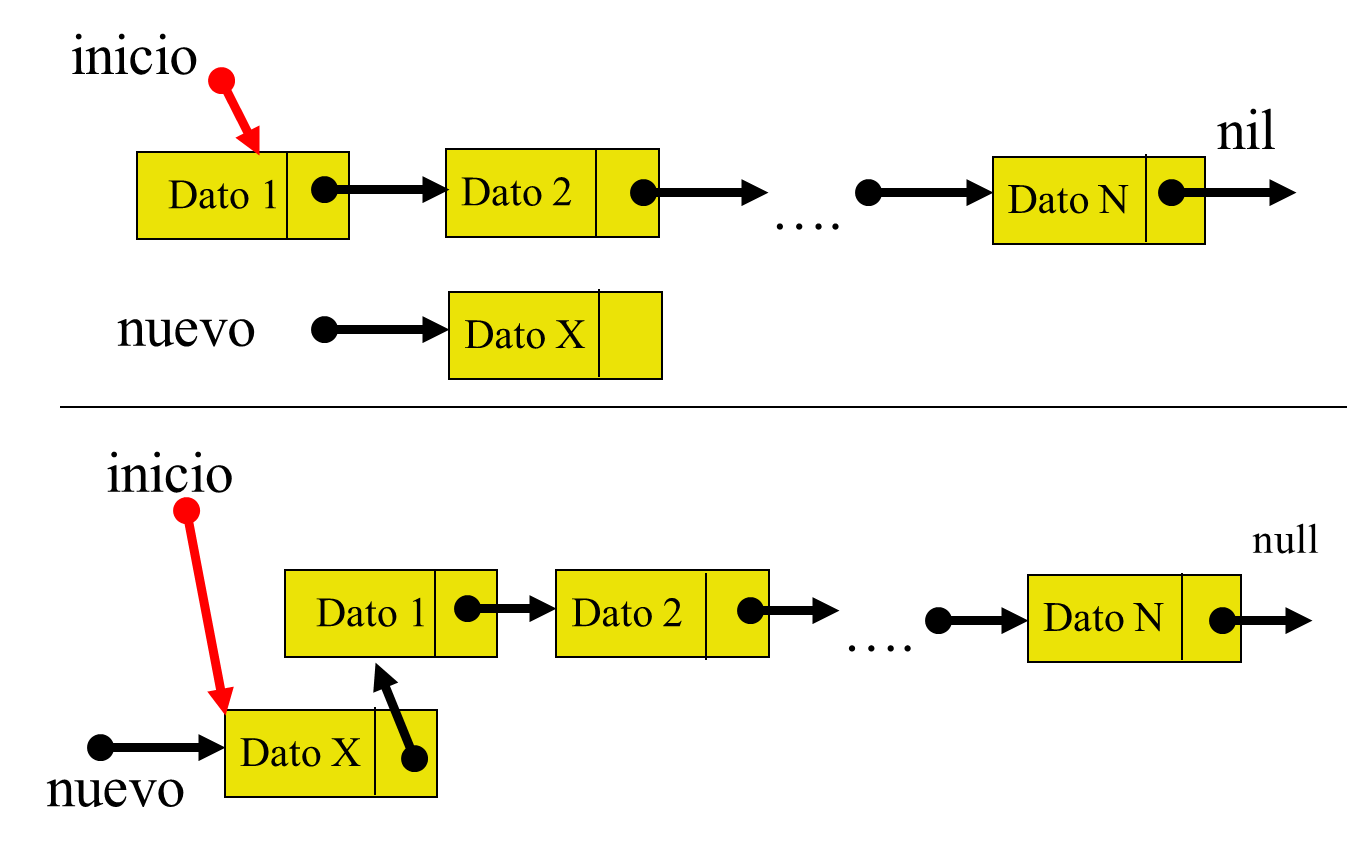 inicio
nil
Dato 1
Dato 2
....
Dato N
nuevo
Dato X
inicio
null
Dato 1
Dato 2
....
Dato N
Dato X
nuevo